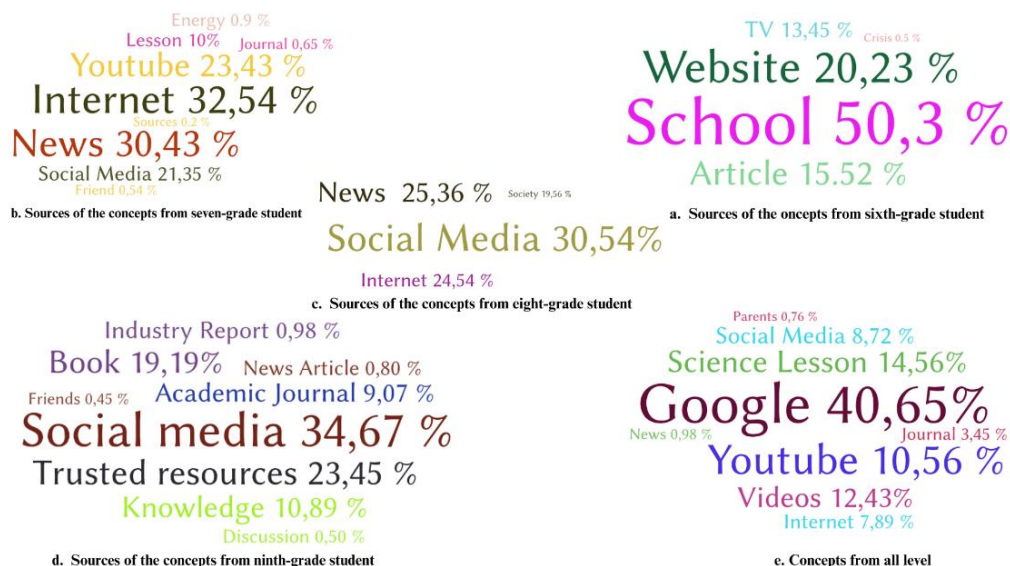 Energy 0.9 %
Lesson 10%
Journal 0,65 %
Youtube 23,43 %
Internet 32,54 %
Sources 0.2 %
News 30,43 %
Social Media 21,35 %
Friend 0,54 %
b. Sources of the concepts from seven-grade student
TV 13,45 %
Crisis 0.5 %
Website 20,23 %
School 50,3 %
Article 15.52 %
a. Sources of the oncepts from sixth-grade student
News 25,36 %
Society 19,56 %
Social Media 30,54%
Internet 24,54 %
c. Sources of the concepts from eight-grade student
Industry Report 0,98 %
Book 19,19%
News Article 0,80 %
Friends 0,45 %
Academic Journal 9,07 %
Social media 34,67 %
Trusted resources 23,45 %
Knowledge 10,89 %
Discussion 0,50 %
d. Sources of the concepts from ninth-grade student
Parents 0,76 %
Social Media 8,72 %
Science Lesson 14,56%
Google 40,65%
News 0,98 %
Journal 3,45 %
Youtube 10,56 %
Videos 12,43%
Internet 7,89 %
e. Concepts from all level